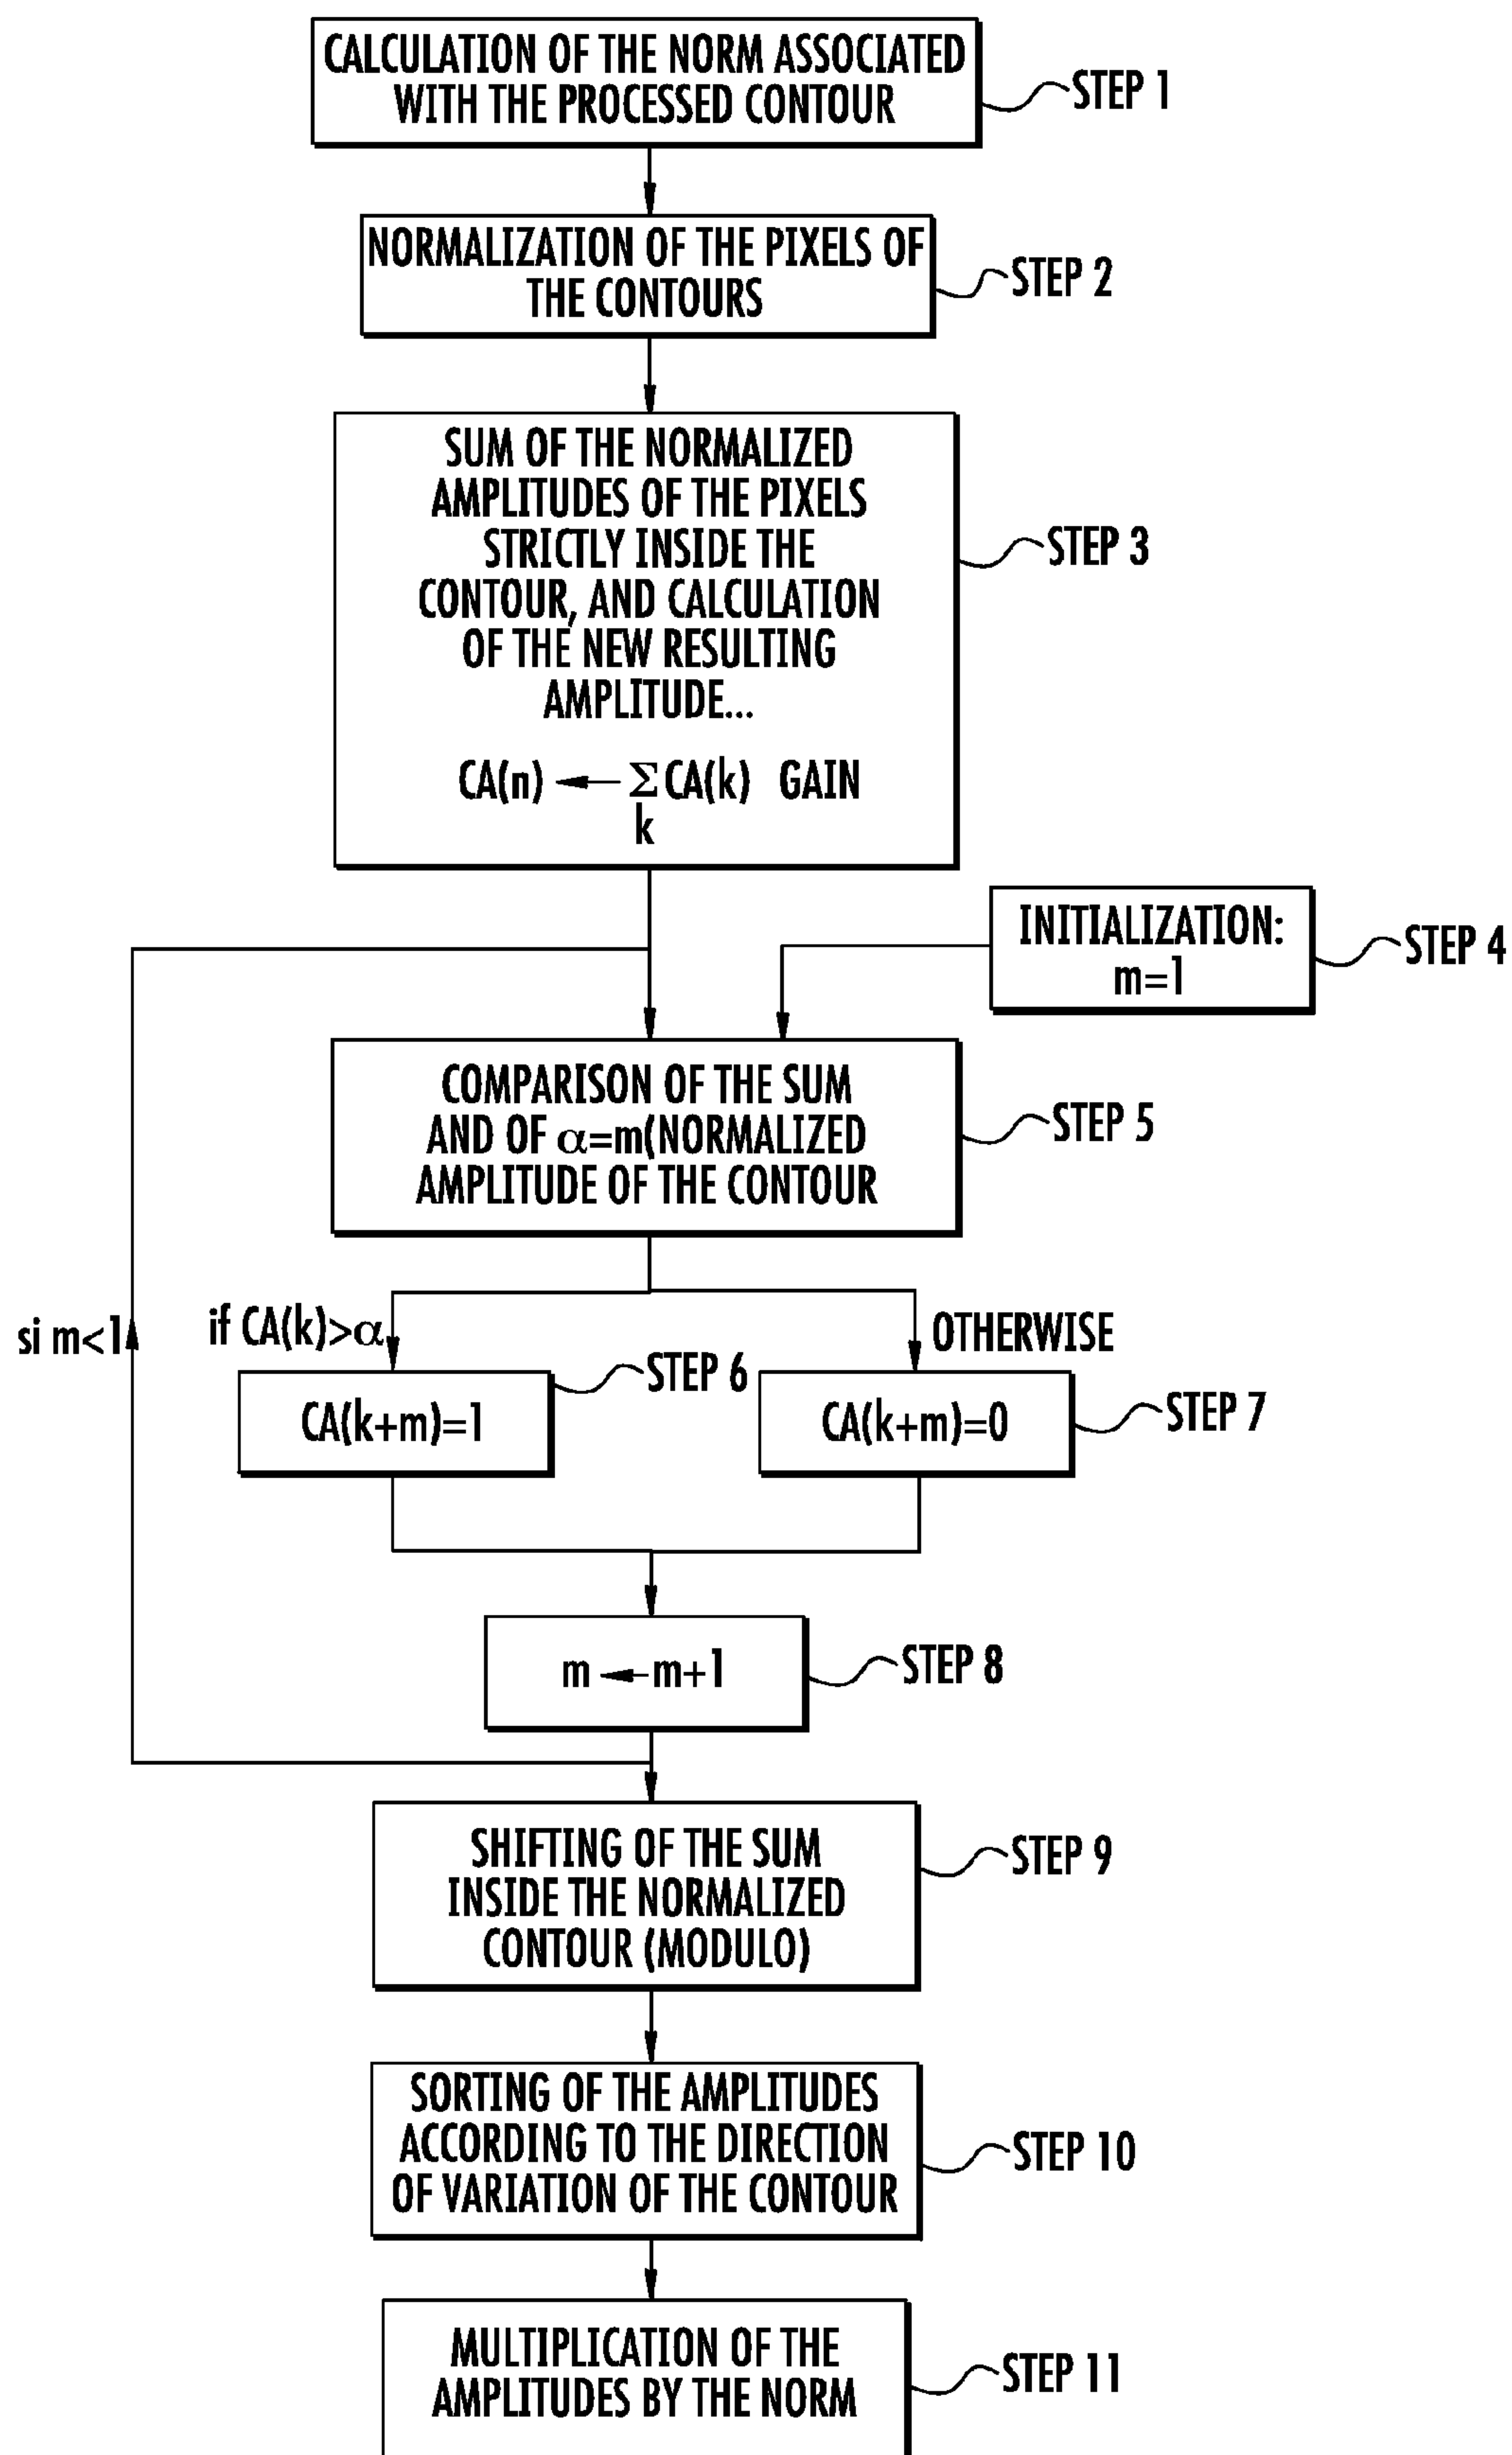 CALCULATION OF THE NORM ASSOCIATED
WITH THE PROCESSED CONTOUR
STEP 1
NORMALIZATION OF THE PIXELS OF
THE CONTOURS
STEP 2
SUM OF THE NORMALIZED
AMPLITUDES OF THE PIXELS
STRICTLY INSIDE THE
CONTOUR, AND CALCULATION
OF THE NEW RESULTING
AMPLITUDE...
CA(n) ← Σ CA(k) GAIN
k
STEP 3
INITIALIZATION:
m=1
STEP 4
COMPARISON OF THE SUM
AND OF α=m(NORMALIZED
AMPLITUDE OF THE CONTOUR
STEP 5
si m<1
if CA(k)>α
OTHERWISE
CA(k+m)=1
STEP 6
CA(k+m)=0
STEP 7
m ← m+1
STEP 8
SHIFTING OF THE SUM
INSIDE THE NORMALIZED
CONTOUR (MODULO)
STEP 9
SORTING OF THE AMPLITUDES
ACCORDING TO THE DIRECTION
OF VARIATION OF THE CONTOUR
STEP 10
MULTIPLICATION OF THE
AMPLITUDES BY THE NORM
STEP 11